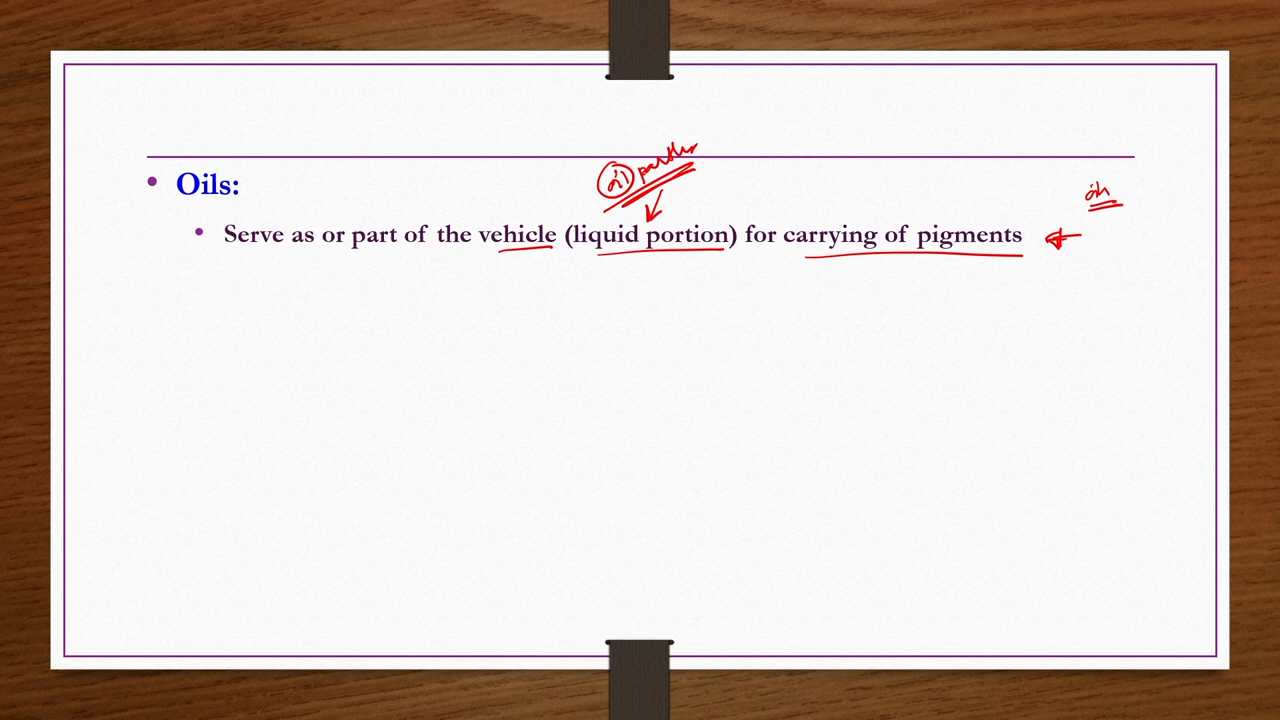 Oils:
Serve as or part of the vehicle (liquid portion) for carrying of pigments